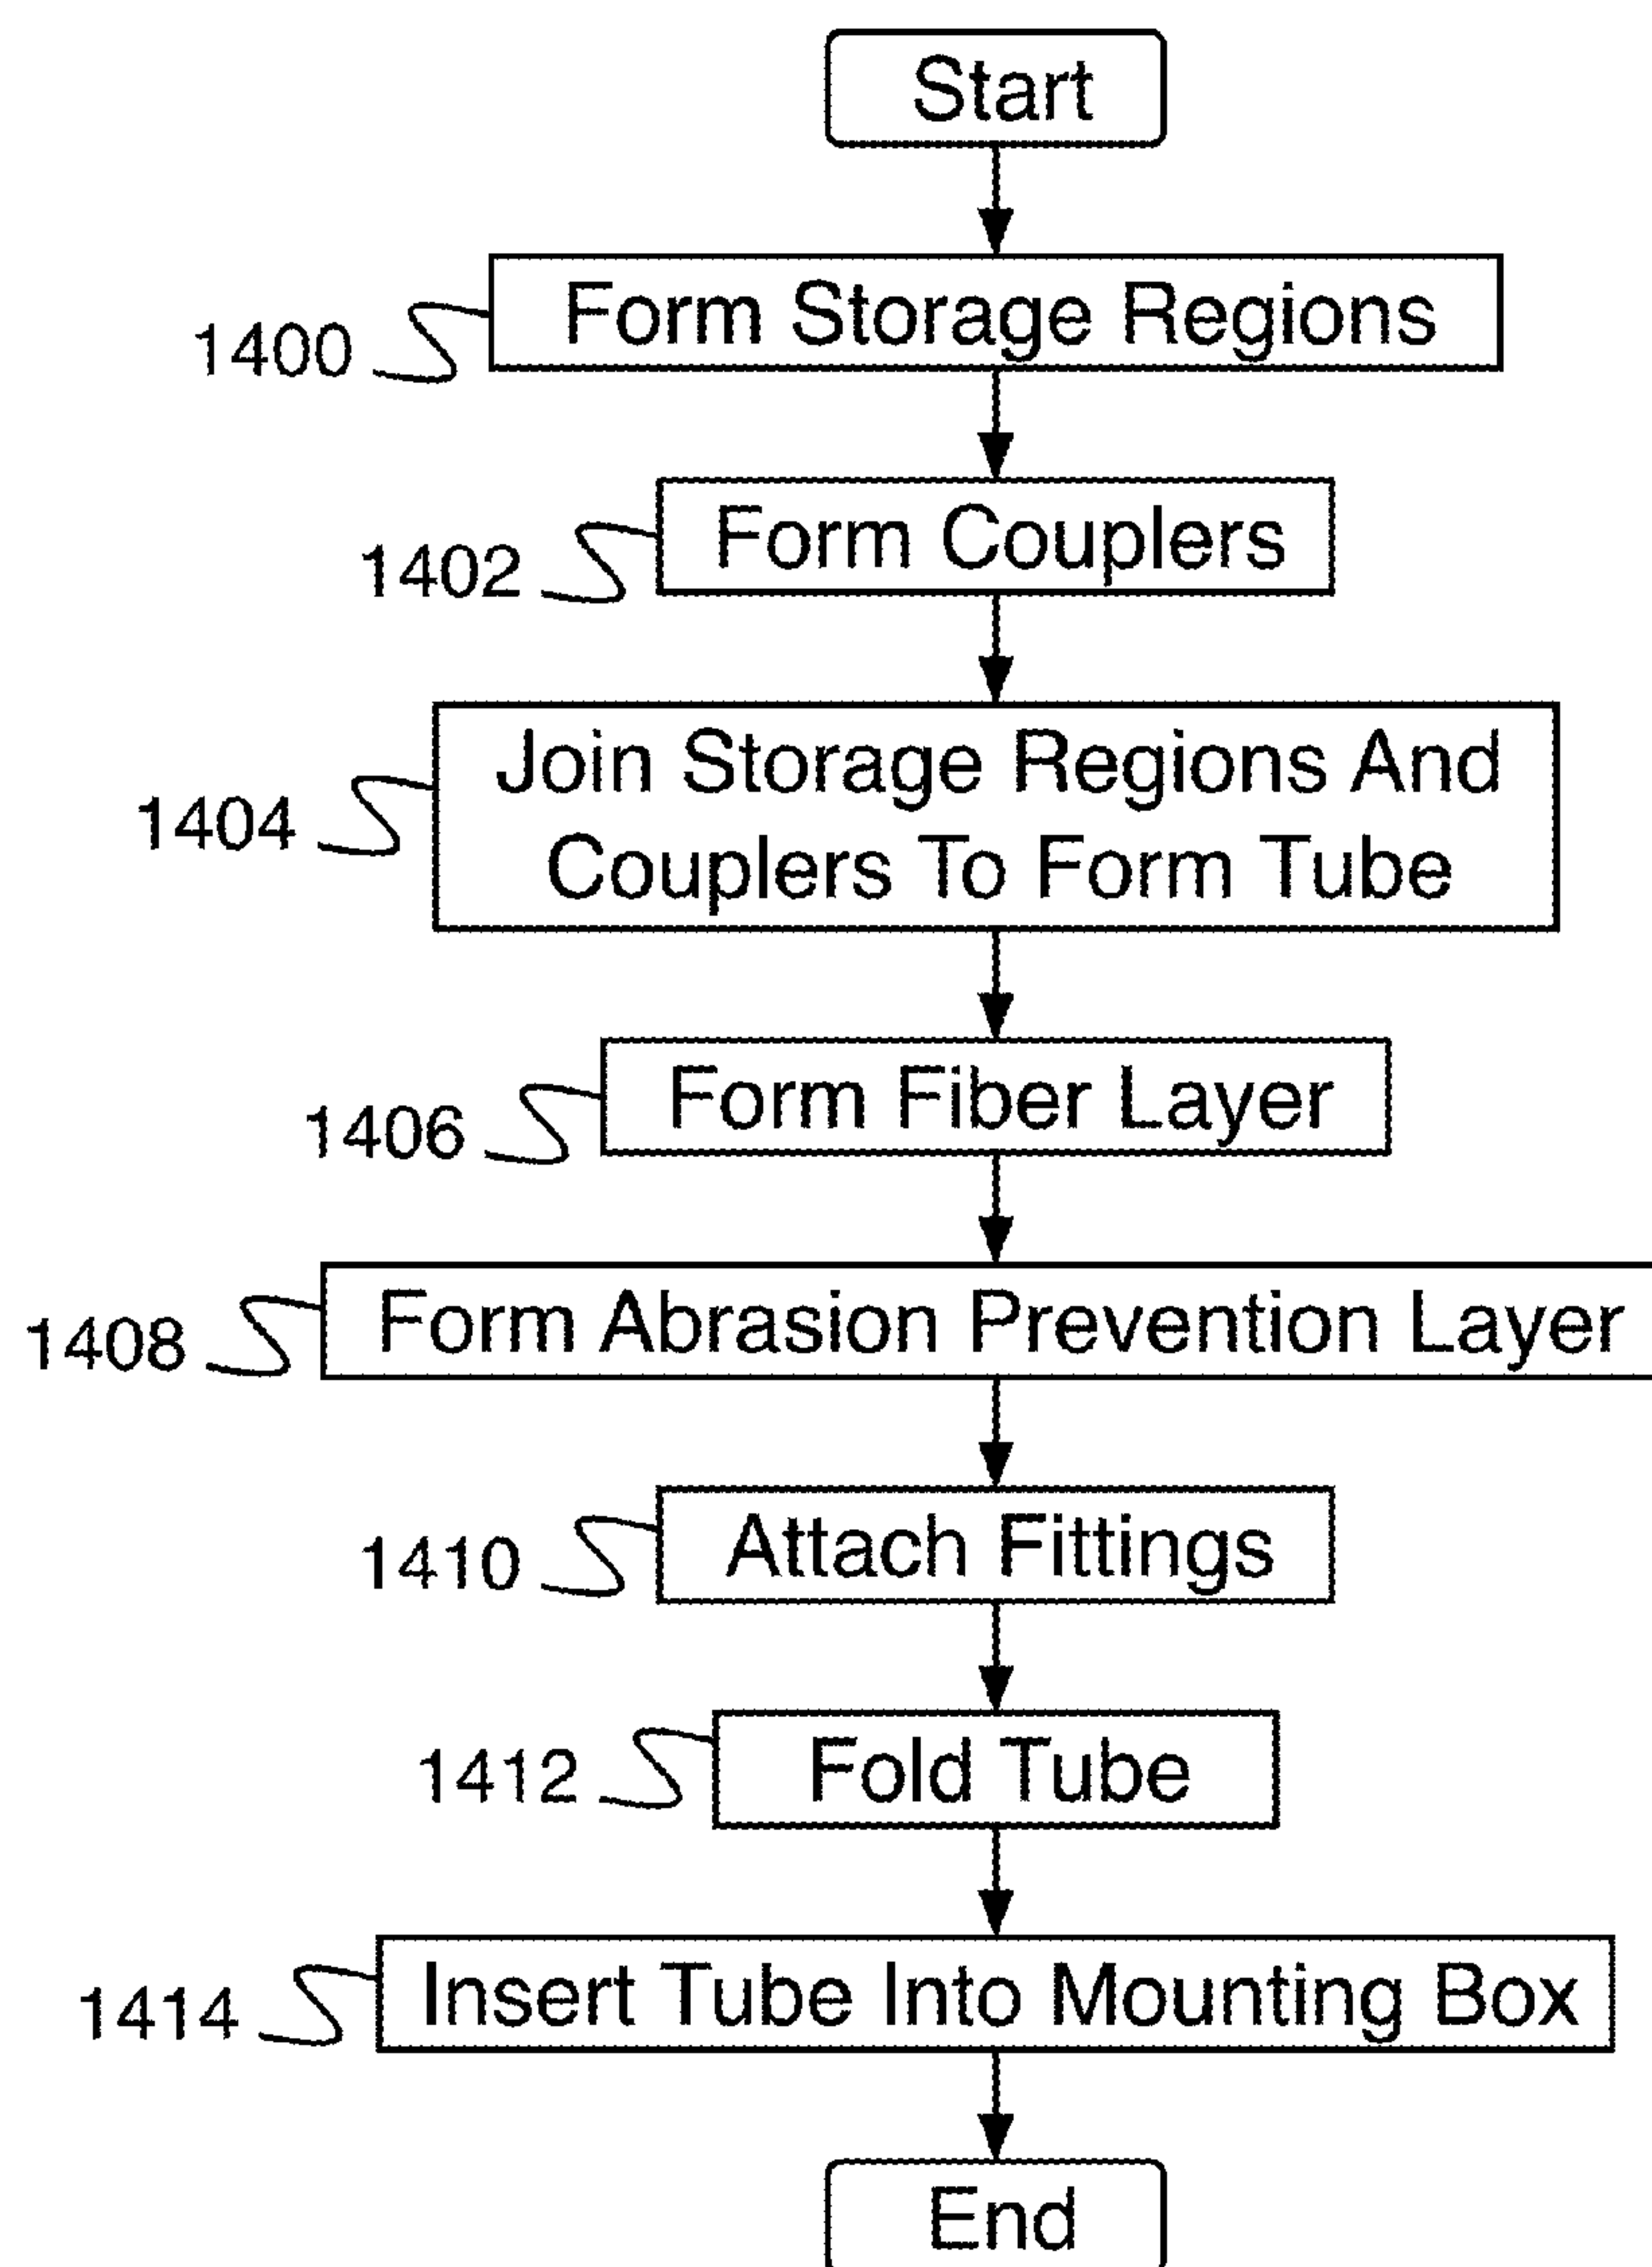 Start
1400 Form Storage Regions
1402 Form Couplers
1404 Join Storage Regions And
Couplers To Form Tube
1406 Form Fiber Layer
1408 Form Abrasion Prevention Layer
1410 Attach Fittings
1412 Fold Tube
1414 Insert Tube Into Mounting Box
End